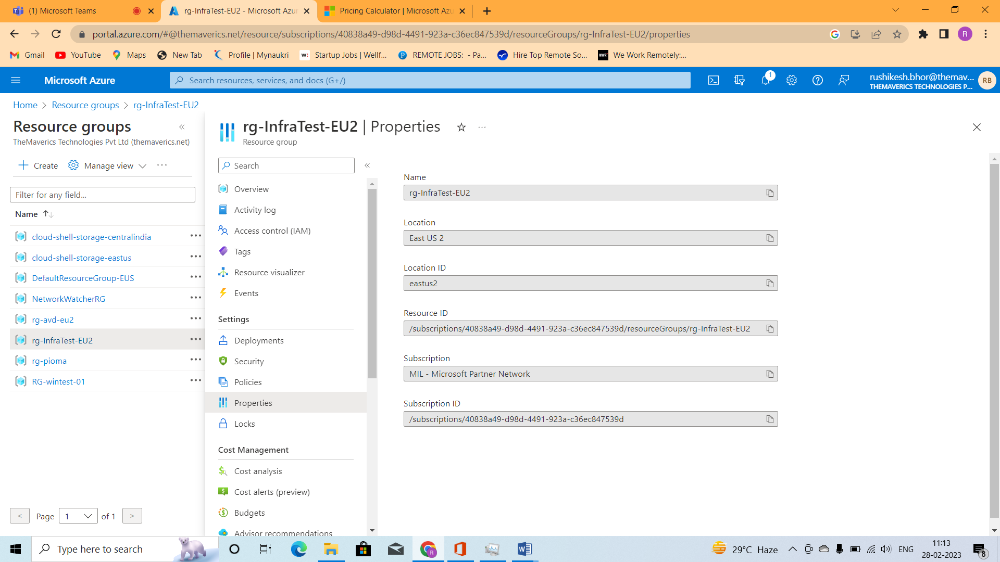 (1) Microsoft Teams
rg-InfraTest-EU2 - Microsoft Azu
Pricing Calculator | Microsoft Azu
portal.azure.com/#@themaverics.net/resource/subscriptions/40838a49-d98d-4491-923a-c36ec847539d/resourceGroups/rg-InfraTest-EU2/properties
R
Gmail
YouTube
Maps
New Tab
Profile | Mynaukri
w:
Startup Jobs | Wellf...
P
REMOTE JOBS: - Pa...
Hire Top Remote So...
WWR
We Work Remotely:...
Microsoft Azure
Search resources, services, and docs (G+/)
1
rushikesh.bhor@themav...
THEMAVERICS TECHNOLOGIES P...
RB
Home > Resource groups > rg-InfraTest-EU2
Resource groups
TheMaverics Technologies Pvt Ltd (themaverics.net)
Create
Manage view
Filter for any field...
Name
cloud-shell-storage-centralindia
cloud-shell-storage-eastus
DefaultResourceGroup-EUS
NetworkWatcherRG
rg-avd-eu2
rg-InfraTest-EU2
rg-pioma
RG-wintest-01
< Page 1 of 1 >
rg-InfraTest-EU2 | Properties
Resource group
Search
Overview
Activity log
Access control (IAM)
Tags
Resource visualizer
Events
Settings
Deployments
Security
Policies
Properties
Locks
Cost Management
Cost analysis
Cost alerts (preview)
Budgets
Advisor recommendations
Name
rg-InfraTest-EU2
Location
East US 2
Location ID
eastus2
Resource ID
/subscriptions/40838a49-d98d-4491-923a-c36ec847539d/resourceGroups/rg-InfraTest-EU2
Subscription
MIL - Microsoft Partner Network
Subscription ID
/subscriptions/40838a49-d98d-4491-923a-c36ec847539d
Type here to search
R
29°C Haze
ENG
11:13
28-02-2023
8